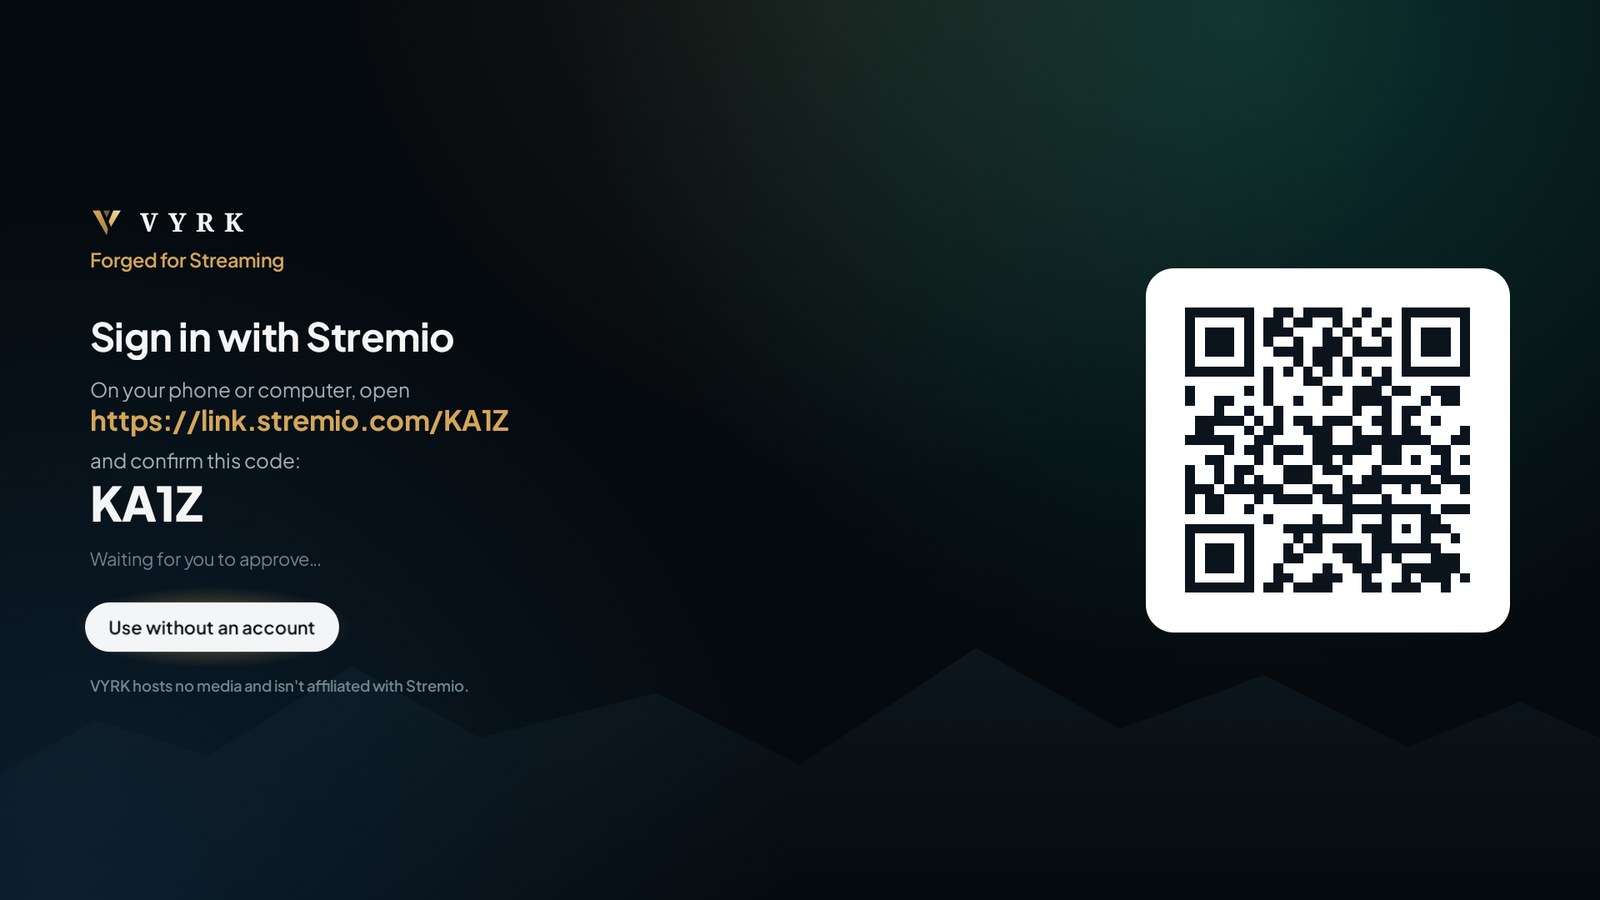 VYRK
Forged for Streaming
Sign in with Stremio
On your phone or computer, open
https://link.stremio.com/KA1Z
and confirm this code:
KA1Z
Waiting for you to approve...
Use without an account
VYRK hosts no media and isn't affiliated with Stremio.